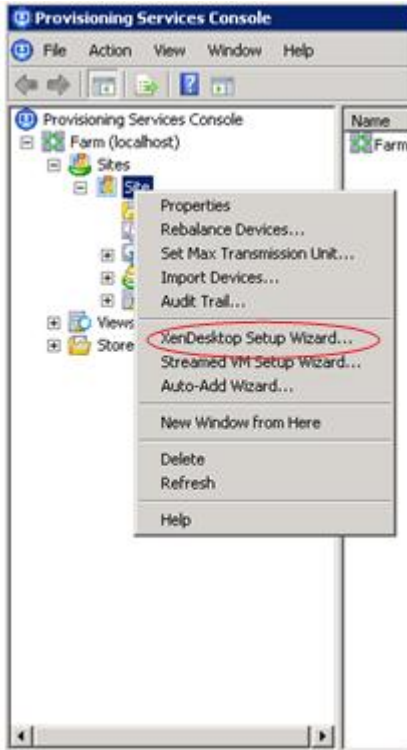 Provisioning Services Console
File Action View Window Help
Provisioning Services Console
Farm (localhost)
Sites
Site
Views
Store
Name
Farm
Properties
Rebalance Devices...
Set Max Transmission Unit...
Import Devices...
Audit Trail...
XenDesktop Setup Wizard...
Streamed VM Setup Wizard...
Auto-Add Wizard...
New Window from Here
Delete
Refresh
Help